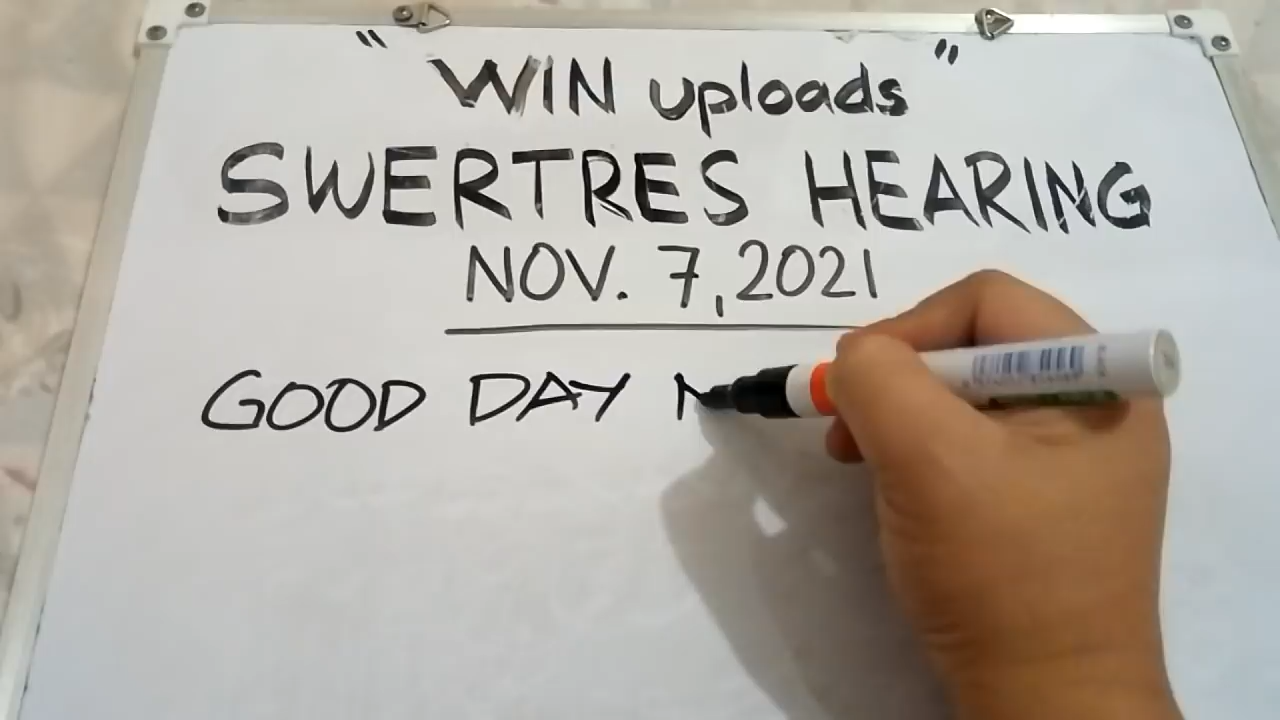 " WIN uploads "
SWERTRES HEARING
NOV. 7, 2021
GOOD DAY